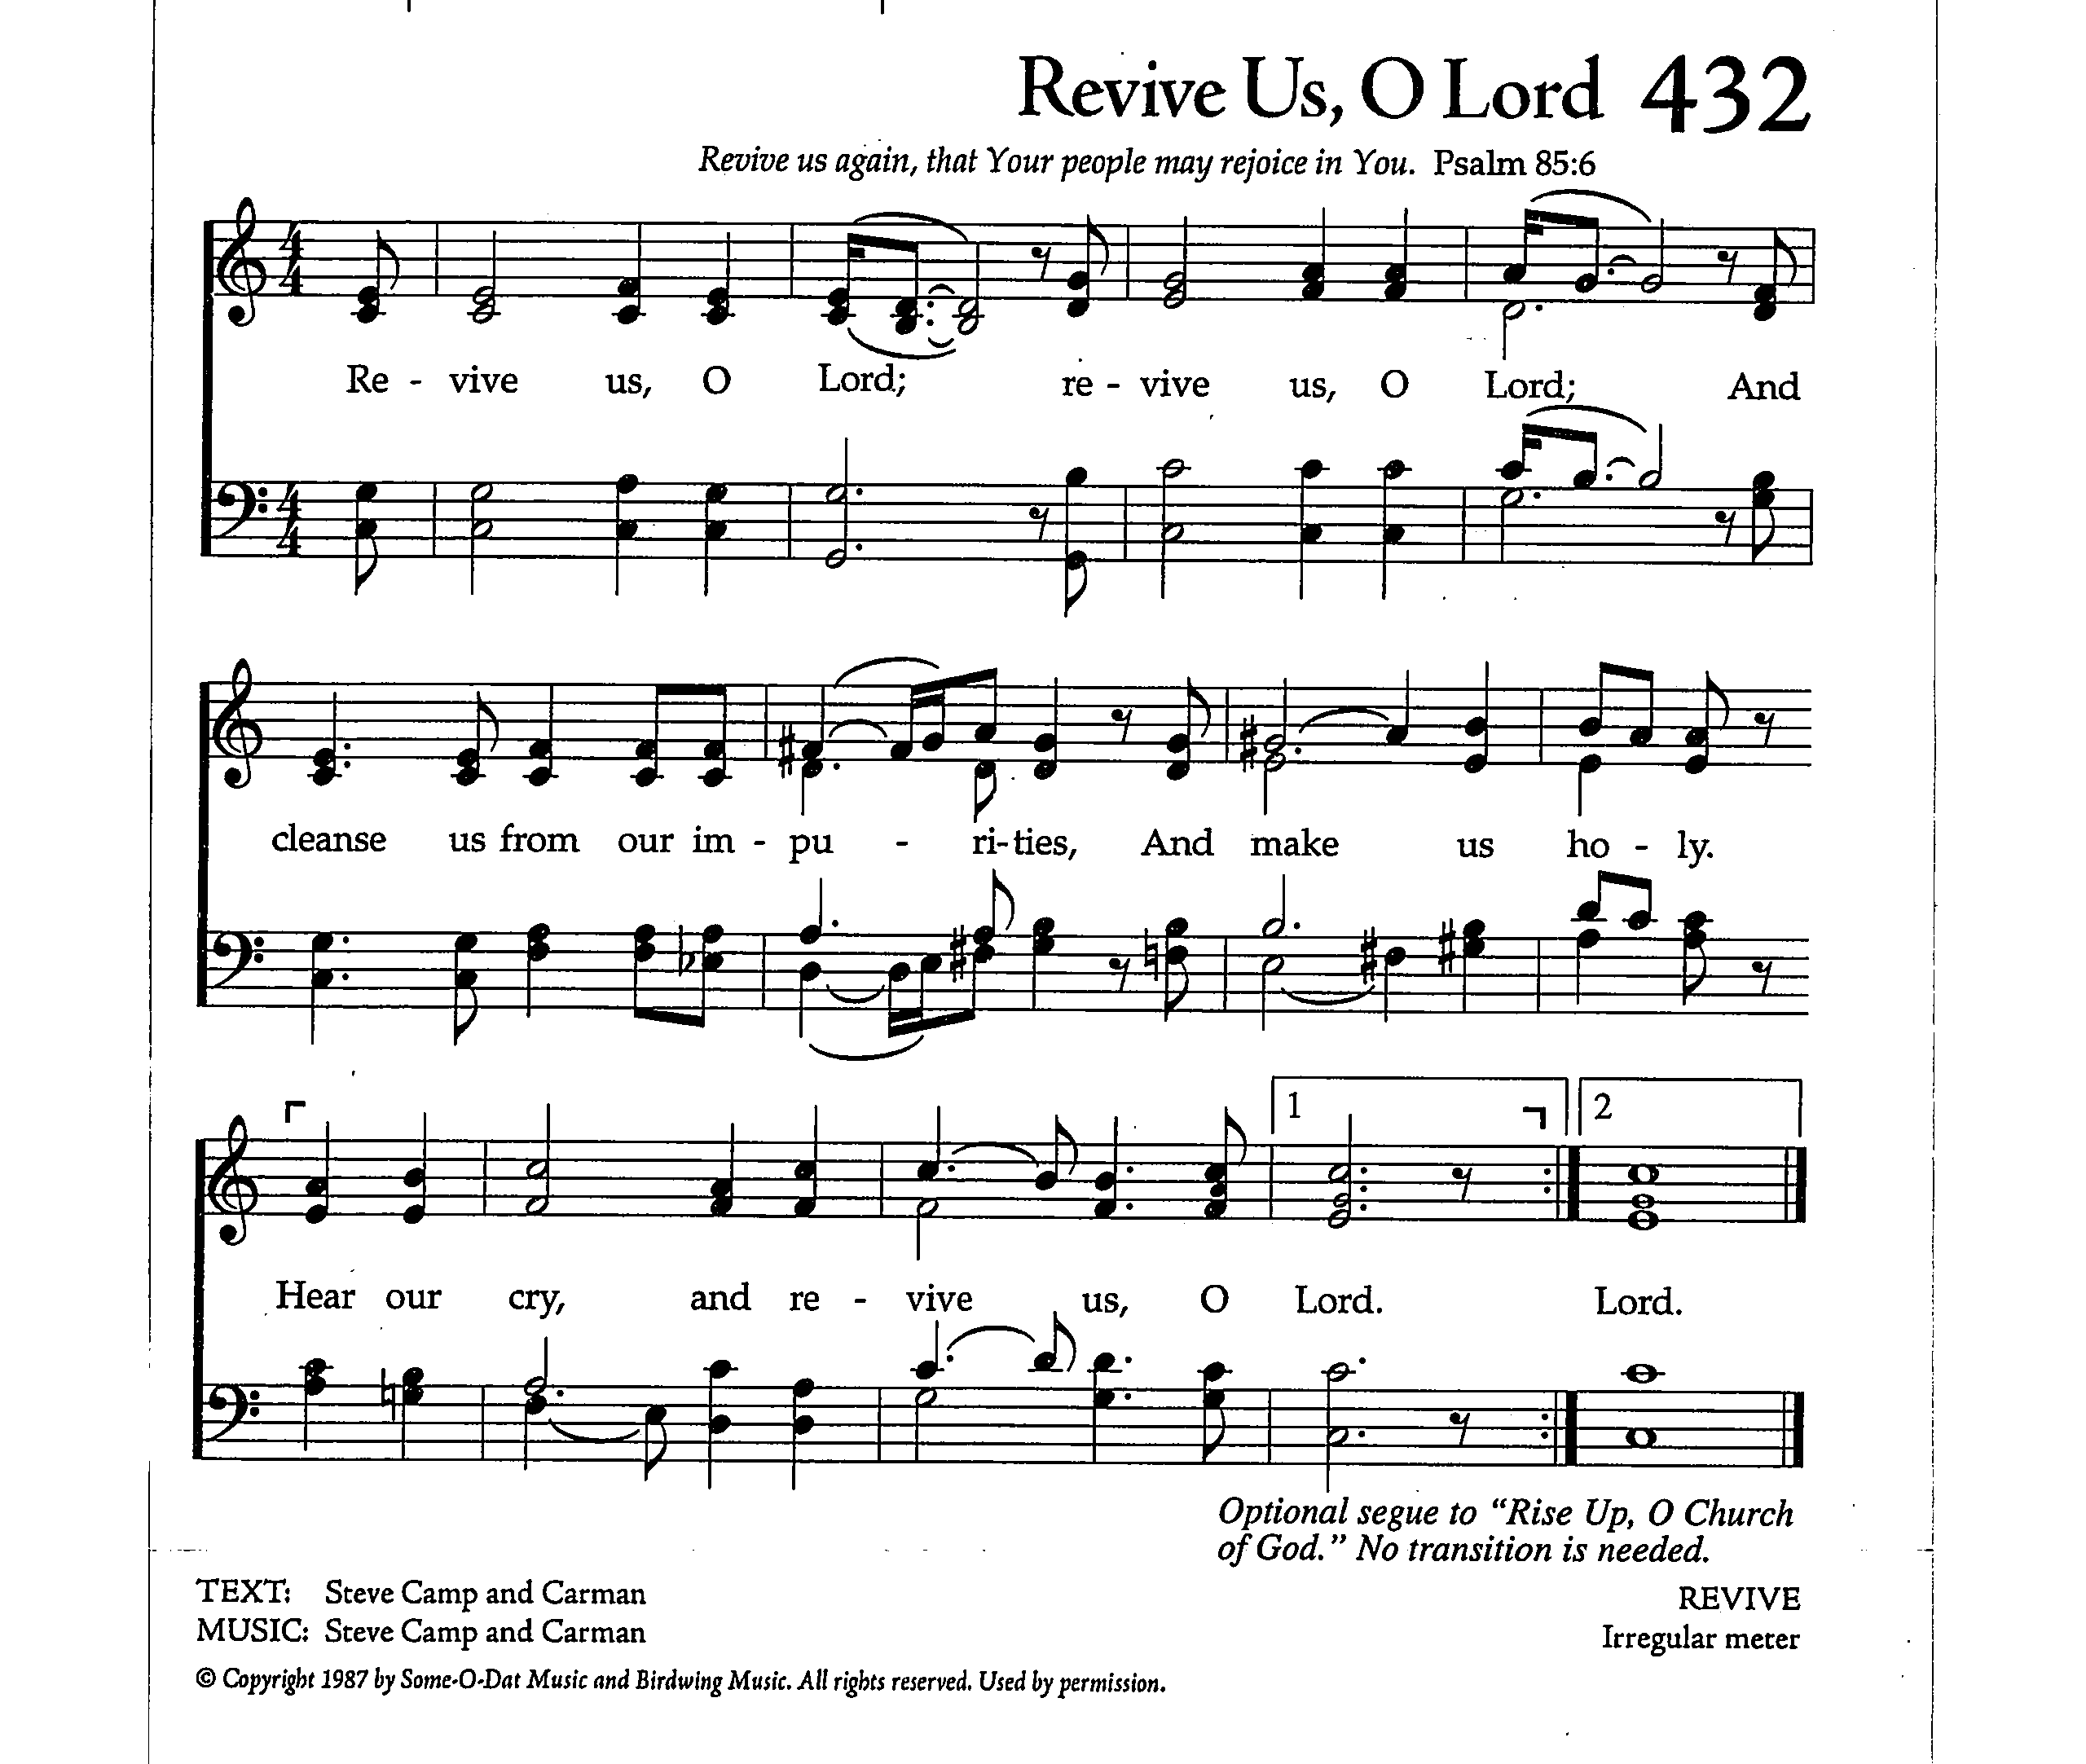 Revive Us, O Lord 432
Revive us again, that Your people may rejoice in You. Psalm 85:6
4 4
Re - vive us, O Lord; re - vive us, O Lord; And
4 4
cleanse us from our im - pu - ri-ties, And make us ho - ly.
1 2
Hear our cry, and re - vive us, O Lord. Lord.
Optional segue to “Rise Up, O Church
of God.” No transition is needed.
TEXT: Steve Camp and Carman
REVIVE
MUSIC: Steve Camp and Carman
Irregular meter
© Copyright 1987 by Some-O-Dat Music and Birdwing Music. All rights reserved. Used by permission.